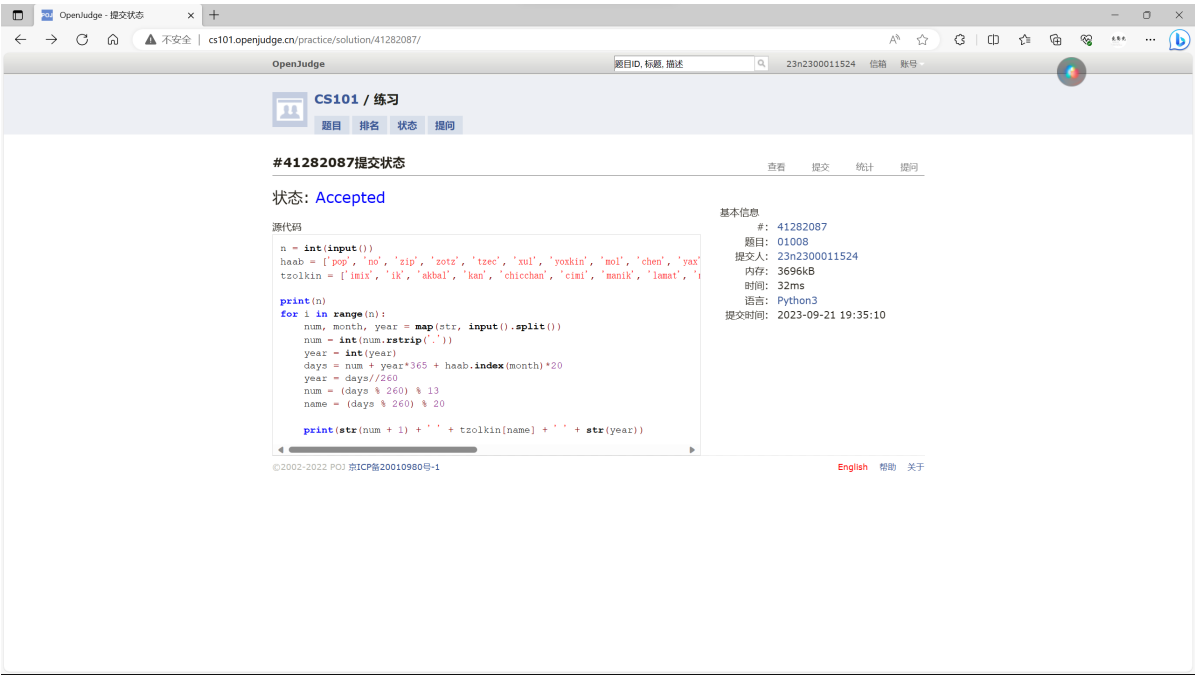 OpenJudge - 提交状态
不安全 | cs101.openjudge.cn/practice/solution/41282087/
OpenJudge 题目ID, 标题, 描述 23n2300011524 信箱 账号
CS101 / 练习
题目 排名 状态 提问
#41282087提交状态 查看 提交 统计 提问
状态: Accepted
基本信息
源代码
#: 41282087
题目: 01008
提交人: 23n2300011524
内存: 3696kB
时间: 32ms
语言: Python3
提交时间: 2023-09-21 19:35:10
n = int(input())
haab = ['pop', 'no', 'zip', 'zotz', 'tzec', 'xul', 'yoxkin', 'mol', 'chen', 'yax'
tzolkin = ['imix', 'ik', 'akbal', 'kan', 'chicchan', 'cimi', 'manik', 'lamat',
print(n)
for i in range(n):
    num, month, year = map(str, input().split())
    num = int(num.rstrip('.'))
    year = int(year)
    days = num + year*365 + haab.index(month)*20
    year = days//260
    num = (days % 260) % 13
    name = (days % 260) % 20
    print(str(num + 1) + ' ' + tzolkin[name] + ' ' + str(year))
©2002-2022 POJ 京ICP备20010980号-1 English 帮助 关于